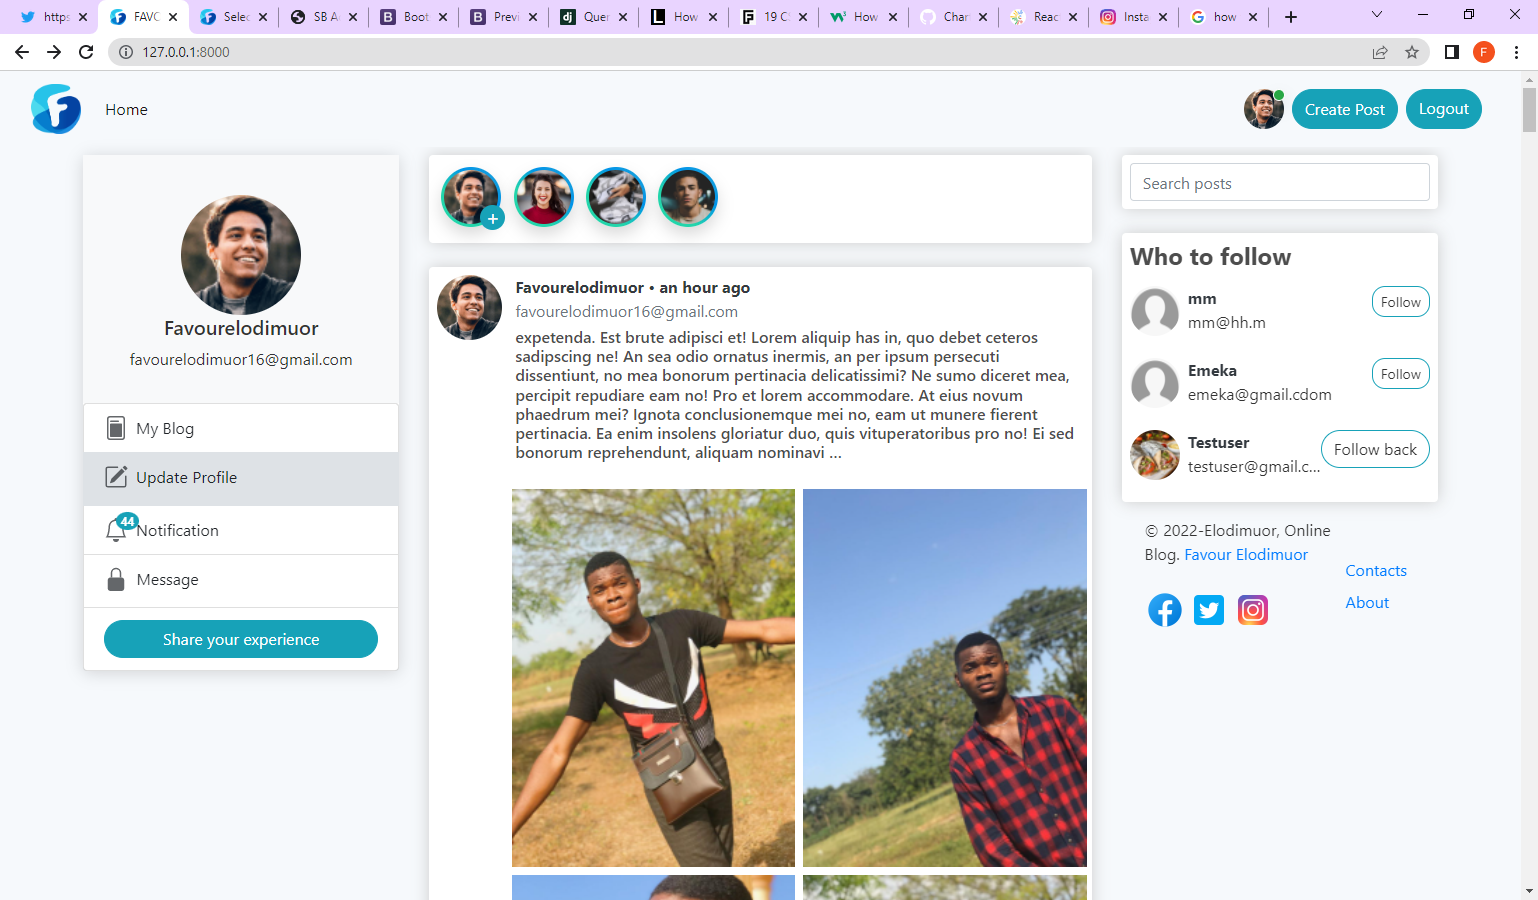 https
FAVC
Selec
SB A
Boot
Previ
Quer
How
19 C
How
Char
Reac
Insta
how
127.0.0.1:8000
F
Home
Create Post
Logout
Favourelodimuor
favourelodimuor16@gmail.com
My Blog
Update Profile
44
Notification
Message
Share your experience
+
Favourelodimuor • an hour ago
favourelodimuor16@gmail.com
expetenda. Est brute adipisci et! Lorem aliquip has in, quo debet ceteros
sadipscing ne! An sea odio ornatus inermis, an per ipsum persecuti
dissentiunt, no mea bonorum pertinacia delicatissimi? Ne sumo diceret mea,
percipit repudiare eam no! Pro et lorem accommodare. At eius novum
phaedrum mei? Ignota conclusionemque mei no, eam ut munere fierent
pertinacia. Ea enim insolens gloriatur duo, quis vituperatoribus pro no! Ei sed
bonorum reprehendunt, aliquam nominavi ...
Search posts
Who to follow
mm
mm@hh.m
Follow
Emeka
emeka@gmail.cdom
Follow
Testuser
testuser@gmail.c...
Follow back
© 2022-Elodimuor, Online
Blog. Favour Elodimuor
Contacts
About